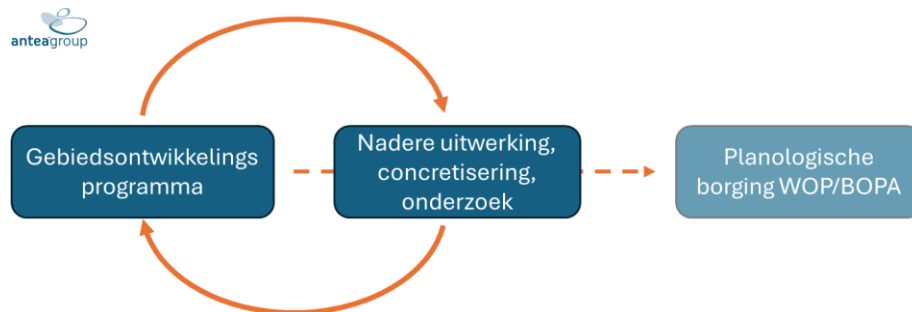 anteagroup
Gebiedsontwikkelings
programma
Nadere uitwerking,
concretisering,
onderzoek
Planologische
borging WOP/BOPA